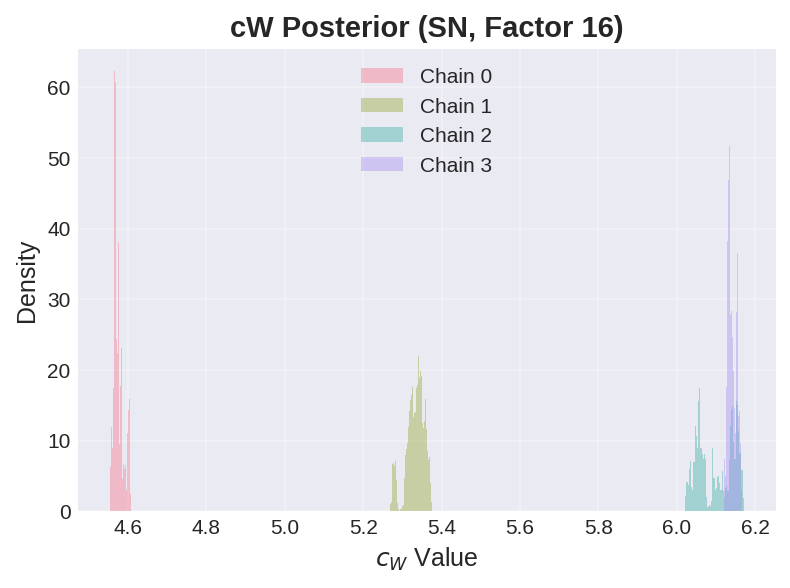 cW Posterior (SN, Factor 16)
Chain 0
Chain 1
Chain 2
Chain 3
Density
60
50
40
30
20
10
0
4.6 4.8 5.0 5.2 5.4 5.6 5.8 6.0 6.2
c_W Value